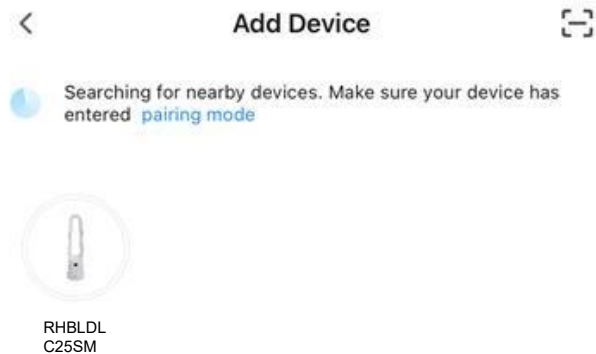 Add Device
Searching for nearby devices. Make sure your device has
entered pairing mode
RHBLDL
C25SM